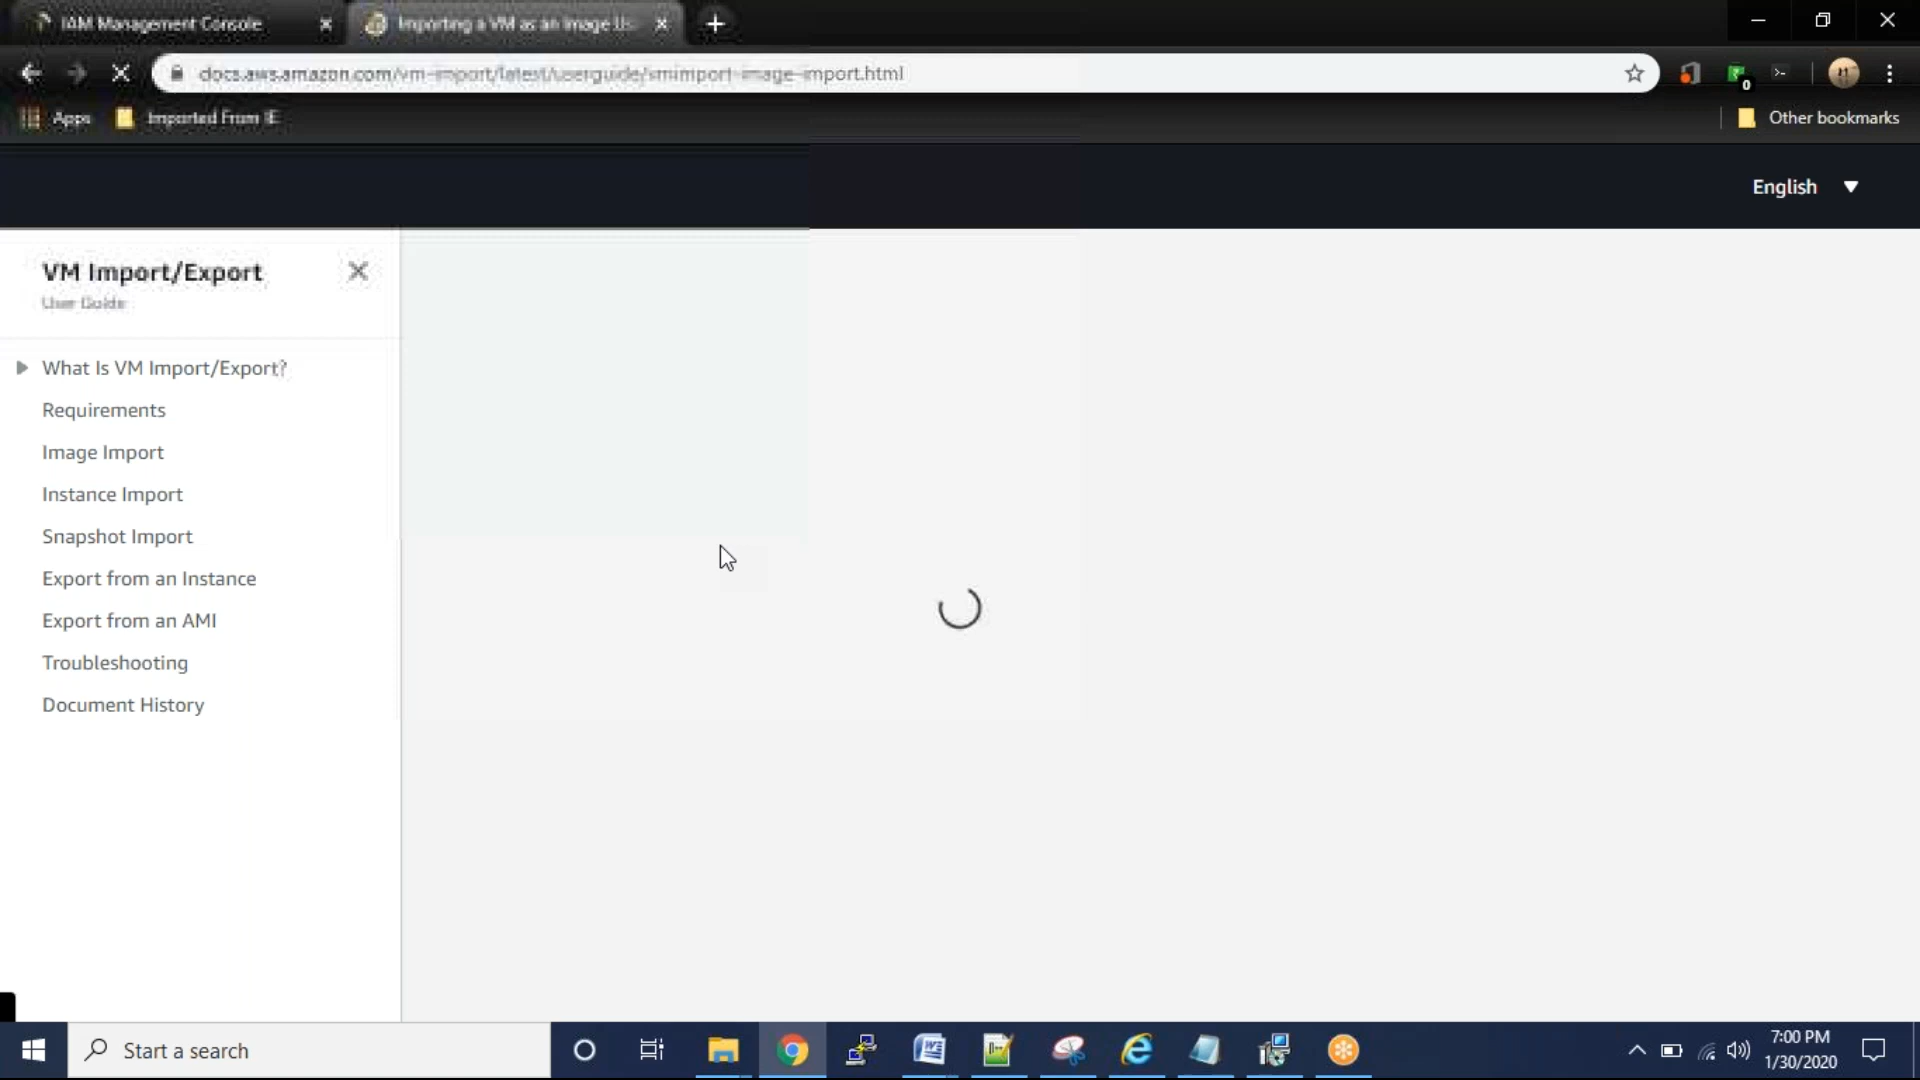 IAM Management Console
Importing a VM as an Image Us
docs.aws.amazon.com/vm-import/latest/userguide/vmimport-image-import.html
0
Apps
Imported From IE
Other bookmarks
English
VM Import/Export
User Guide
What Is VM Import/Export?
Requirements
Image Import
Instance Import
Snapshot Import
Export from an Instance
Export from an AMI
Troubleshooting
Document History
Start a search
7:00 PM
1/30/2020